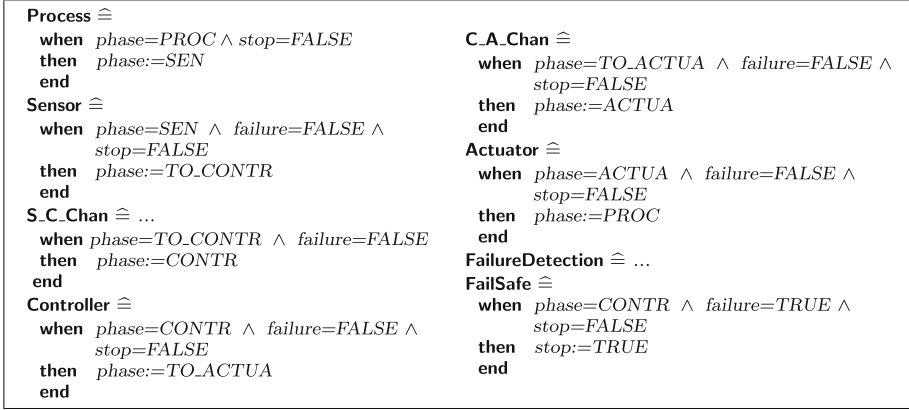 Process ≙
when phase=PROC ∧ stop=FALSE
then phase:=SEN
end
Sensor ≙
when phase=SEN ∧ failure=FALSE ∧
stop=FALSE
then phase:=TO_CONTR
end
S_C_Chan ≙ ...
when phase=TO_CONTR ∧ failure=FALSE
then phase:=CONTR
end
Controller ≙
when phase=CONTR ∧ failure=FALSE ∧
stop=FALSE
then phase:=TO_ACTUA
end
C_A_Chan ≙
when phase=TO_ACTUA ∧ failure=FALSE ∧
stop=FALSE
then phase:=ACTUA
end
Actuator ≙
when phase=ACTUA ∧ failure=FALSE ∧
stop=FALSE
then phase:=PROC
end
FailureDetection ≙ ...
FailSafe ≙
when phase=CONTR ∧ failure=TRUE ∧
stop=FALSE
then stop:=TRUE
end